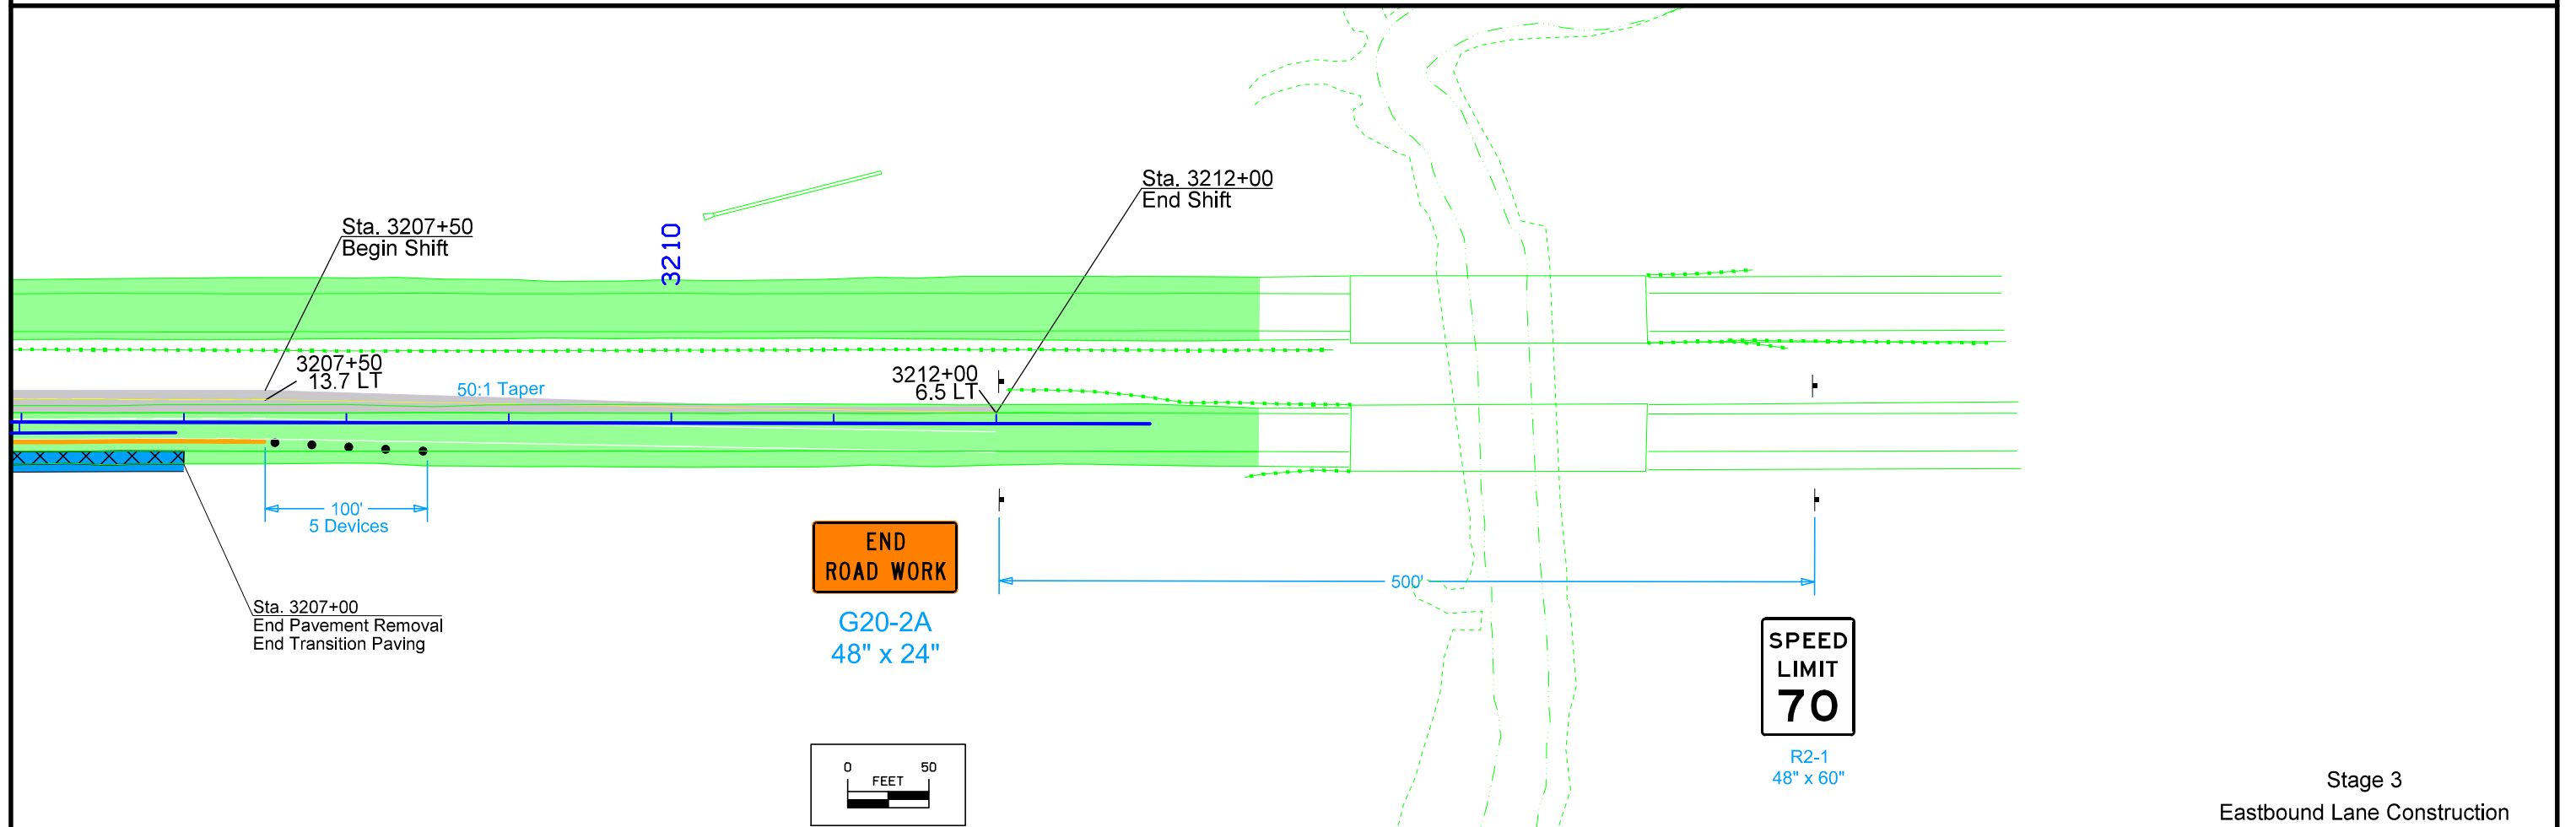 Sta. 3212+00
End Shift
Sta. 3207+50
Begin Shift
3210
3207+50
13.7 LT
50:1 Taper
3212+00
6.5 LT
100'
5 Devices
END
ROAD WORK
G20-2A
48" x 24"
500'
Sta. 3207+00
End Pavement Removal
End Transition Paving
SPEED
LIMIT
70
R2-1
48" x 60"
0 50
FEET
Stage 3
Eastbound Lane Construction